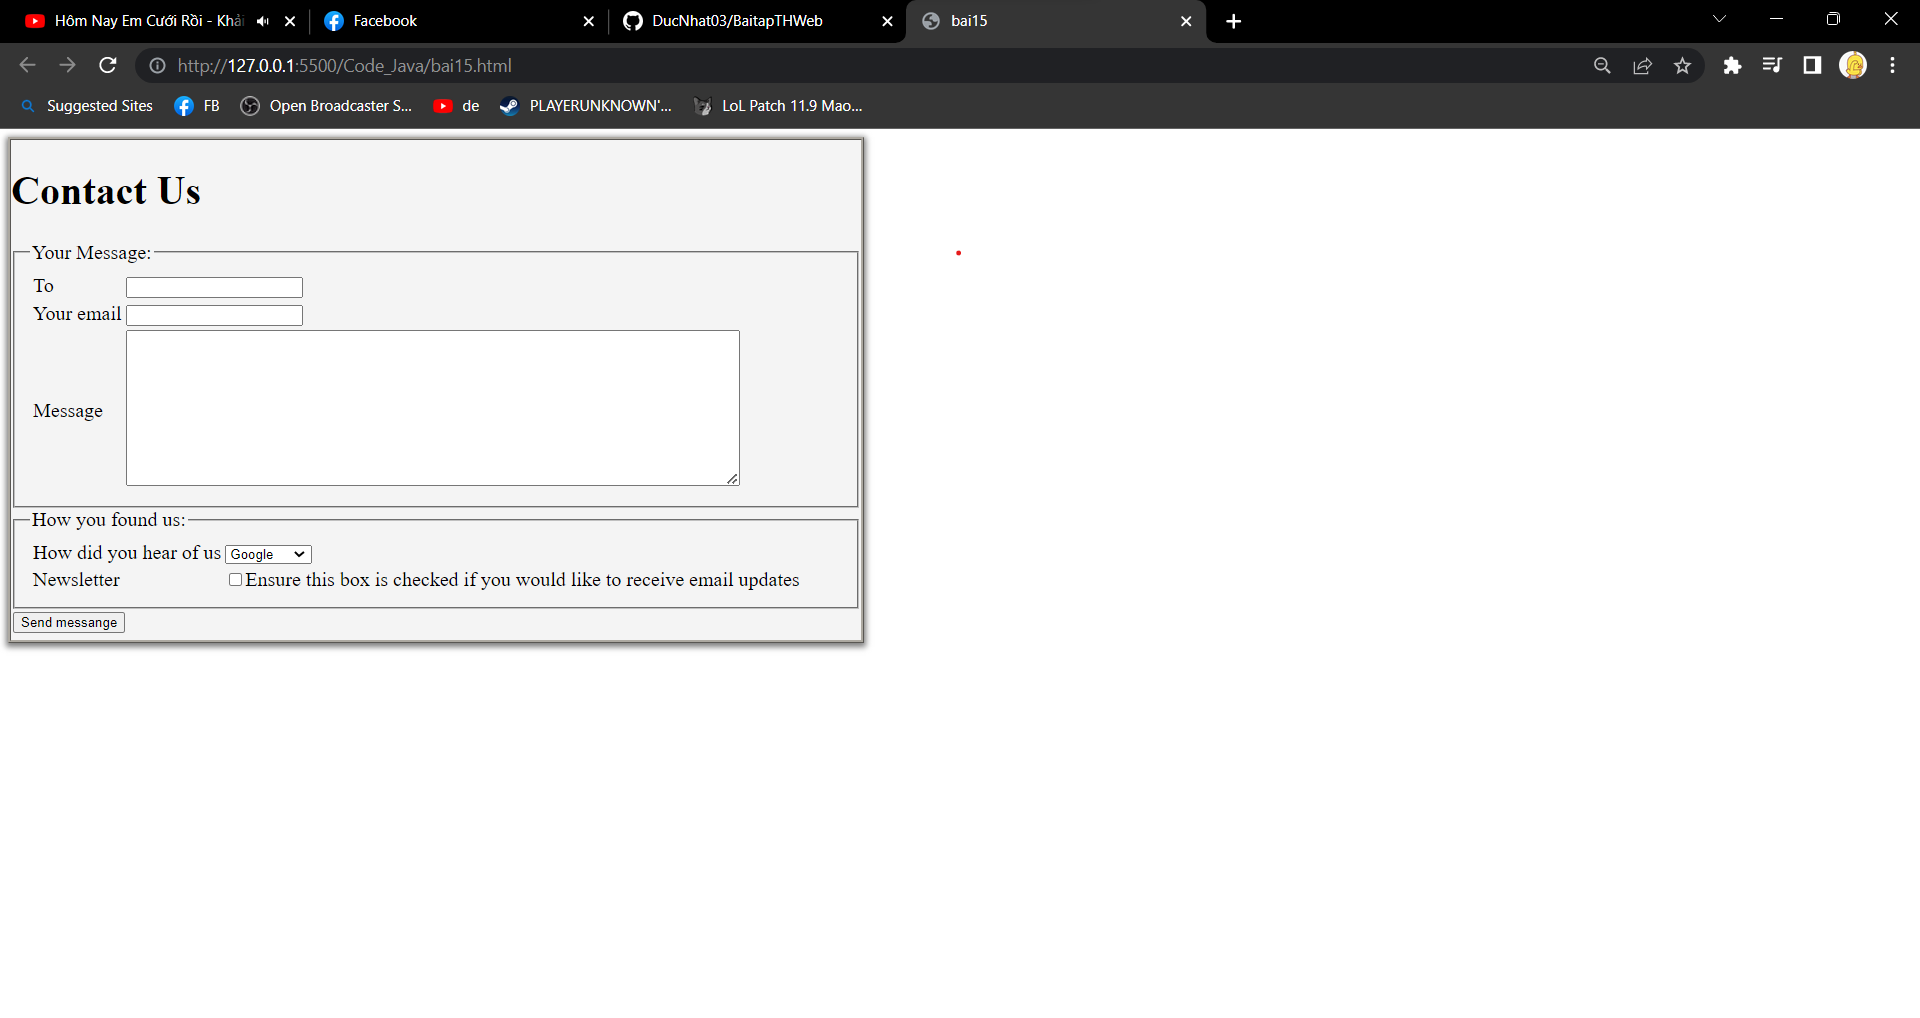 Hôm Nay Em Cưới Rồi - Khải
Facebook
DucNhat03/BaitapTHWeb
bai15
http://127.0.0.1:5500/Code_Java/bai15.html
Suggested Sites
FB
Open Broadcaster S...
de
PLAYERUNKNOWN'...
LoL Patch 11.9 Mao...
Contact Us
Your Message:
To
Your email
Message
How you found us:
How did you hear of us Google
Newsletter Ensure this box is checked if you would like to receive email updates
Send messange